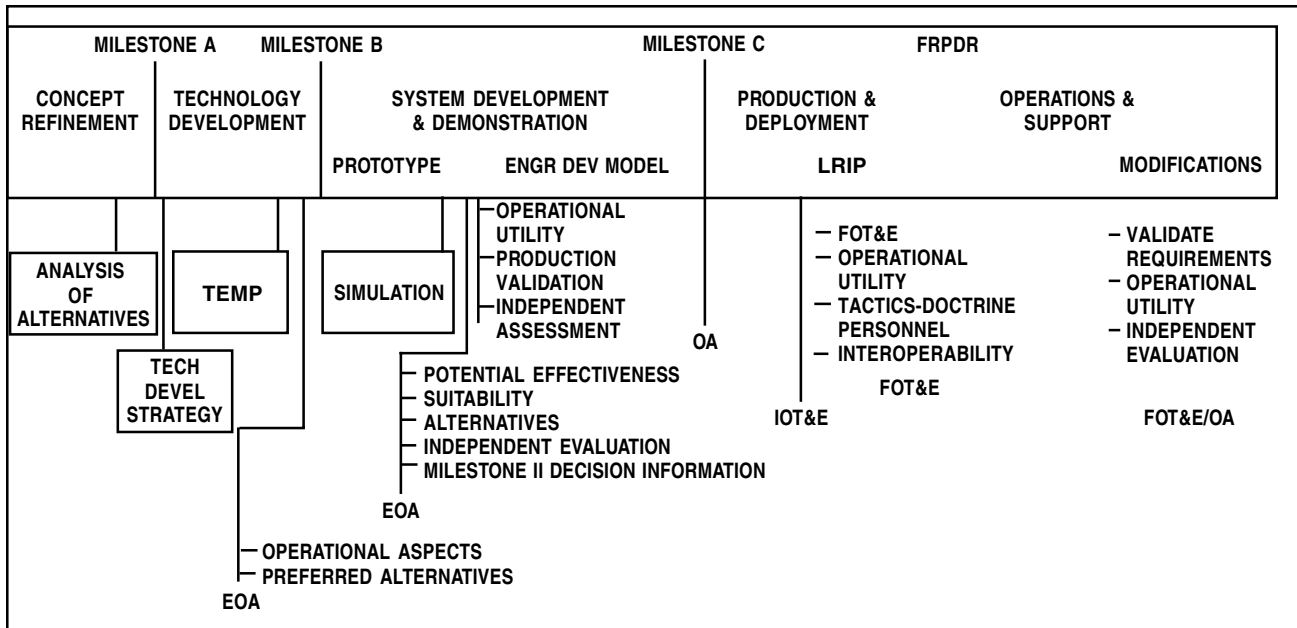 MILESTONE A
MILESTONE B
MILESTONE C
FRPDR
CONCEPT
REFINEMENT
TECHNOLOGY
DEVELOPMENT
SYSTEM DEVELOPMENT
& DEMONSTRATION
PRODUCTION &
DEPLOYMENT
OPERATIONS &
SUPPORT
PROTOTYPE
ENGR DEV MODEL
LRIP
MODIFICATIONS
ANALYSIS
OF
ALTERNATIVES
TECH
DEVEL
STRATEGY
TEMP
SIMULATION
– OPERATIONAL
UTILITY
– PRODUCTION
VALIDATION
– INDEPENDENT
ASSESSMENT
OA
– FOT&E
– OPERATIONAL
UTILITY
– TACTICS-DOCTRINE
PERSONNEL
– INTEROPERABILITY
FOT&E
IOT&E
– VALIDATE
REQUIREMENTS
– OPERATIONAL
UTILITY
– INDEPENDENT
EVALUATION
FOT&E/OA
– POTENTIAL EFFECTIVENESS
– SUITABILITY
– ALTERNATIVES
– INDEPENDENT EVALUATION
– MILESTONE II DECISION INFORMATION
EOA
– OPERATIONAL ASPECTS
– PREFERRED ALTERNATIVES
EOA